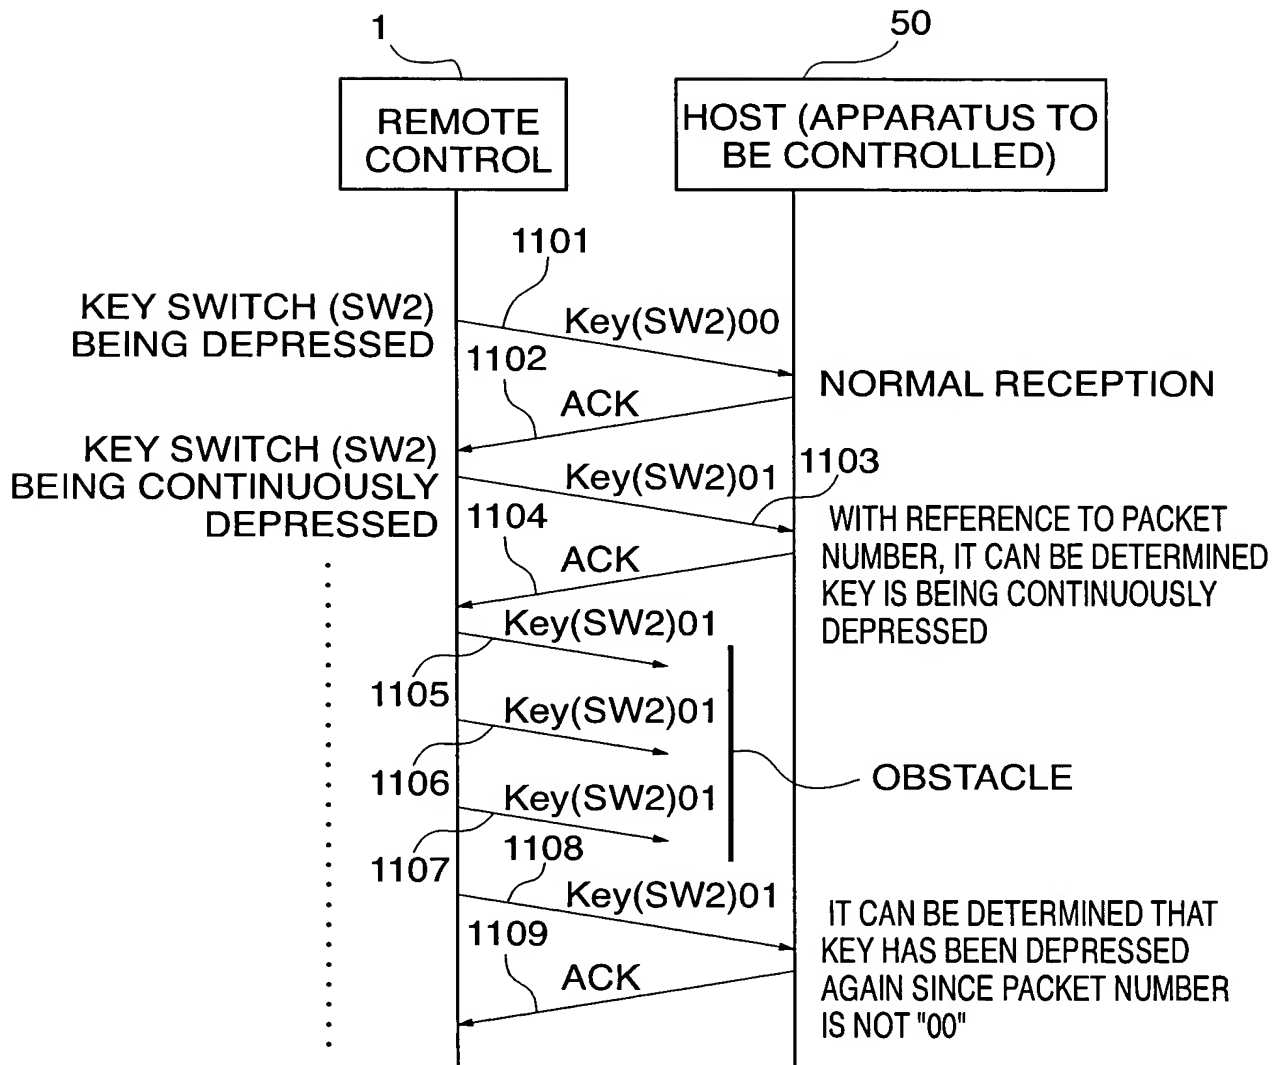 1
50
REMOTE
CONTROL
HOST (APPARATUS TO
BE CONTROLLED)
1101
KEY SWITCH (SW2)
BEING DEPRESSED
Key(SW2)00
1102
ACK
NORMAL RECEPTION
KEY SWITCH (SW2)
BEING CONTINUOUSLY
DEPRESSED
Key(SW2)01
1103
1104
ACK
WITH REFERENCE TO PACKET
NUMBER, IT CAN BE DETERMINED
KEY IS BEING CONTINUOUSLY
DEPRESSED
Key(SW2)01
1105
Key(SW2)01
1106
OBSTACLE
Key(SW2)01
1107
1108
Key(SW2)01
1109
ACK
IT CAN BE DETERMINED THAT
KEY HAS BEEN DEPRESSED
AGAIN SINCE PACKET NUMBER
IS NOT "00"